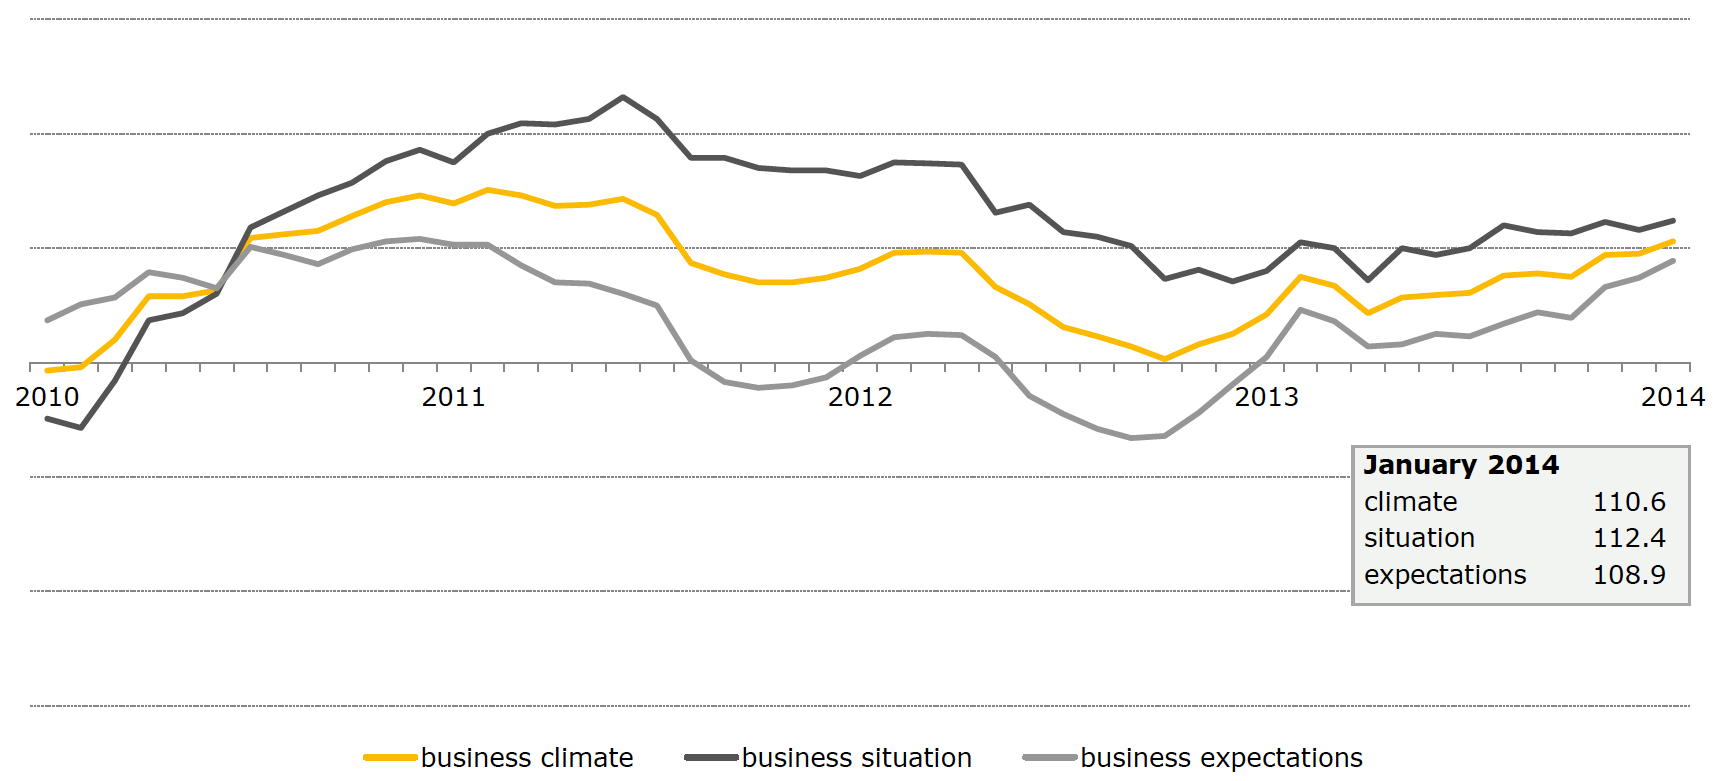 2010 2011 2012 2013 2014
January 2014
climate 110.6
situation 112.4
expectations 108.9
business climate business situation business expectations